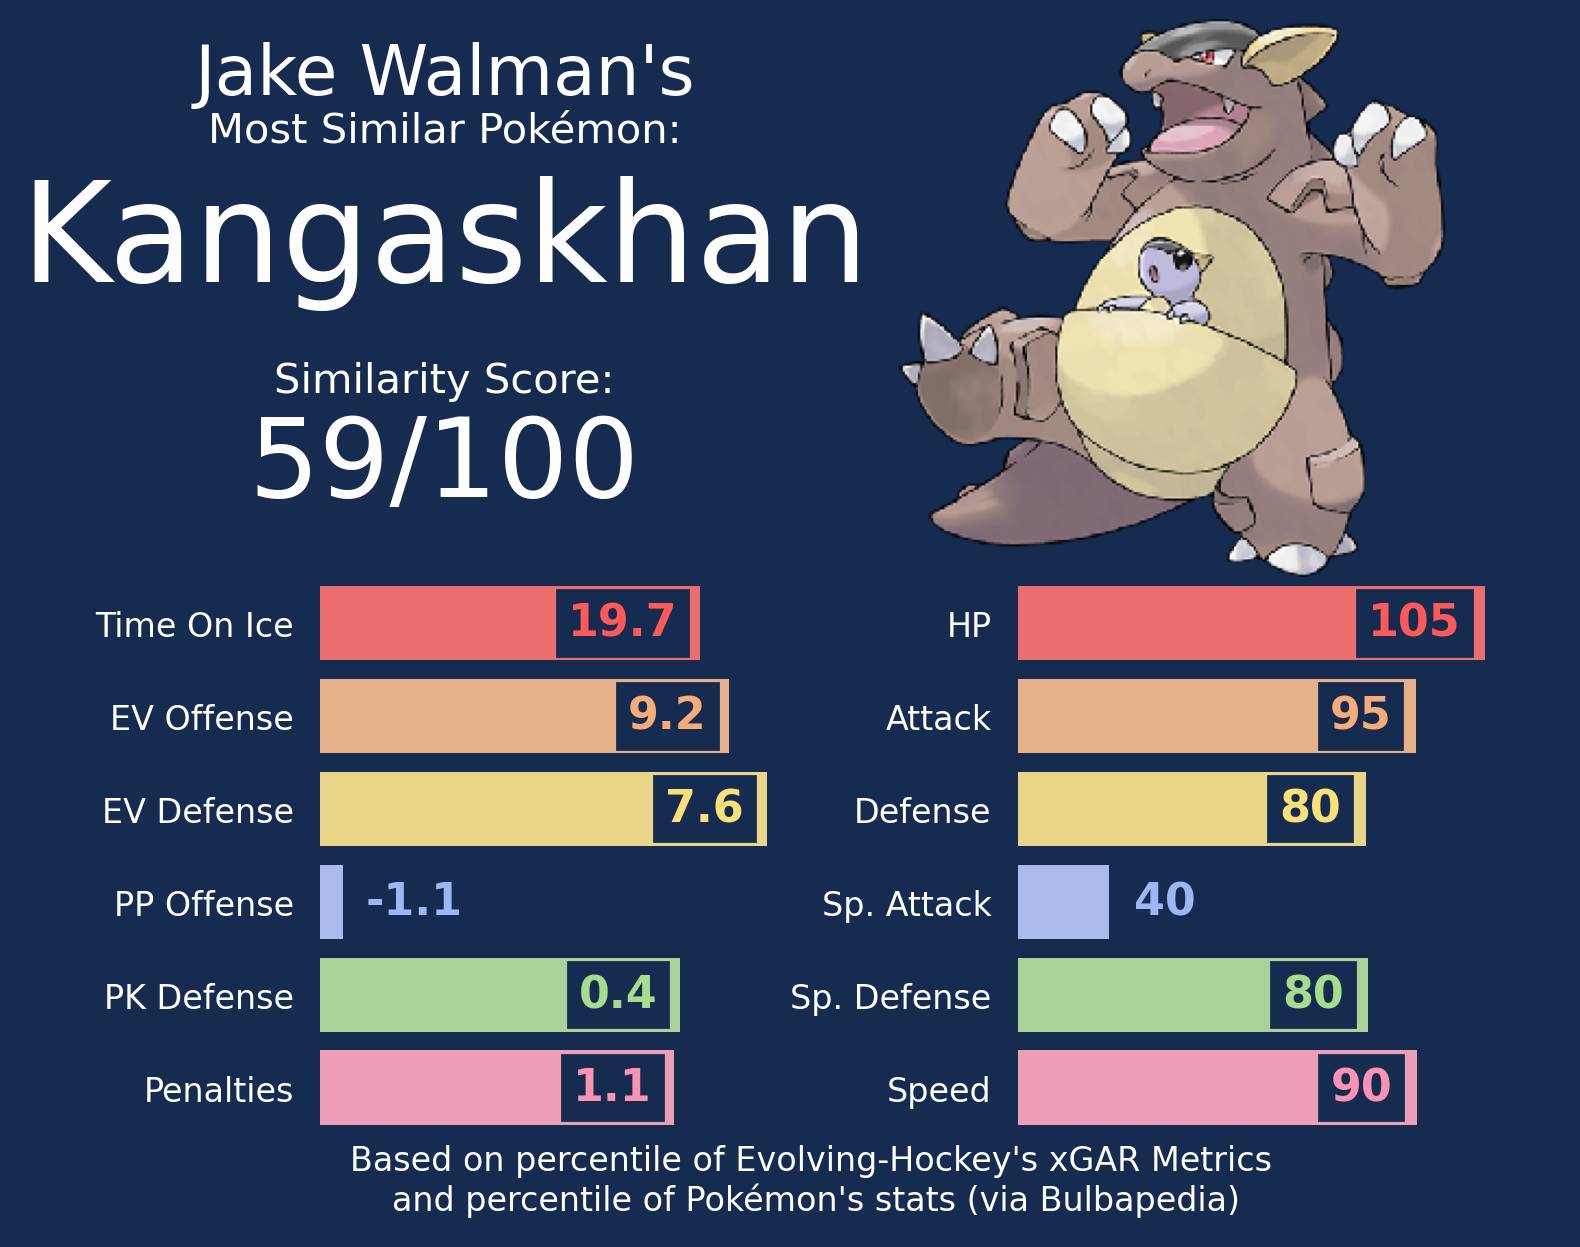 Jake Walman's
Most Similar Pokémon:
Kangaskhan
Similarity Score:
59/100
Time On Ice 19.7
EV Offense 9.2
EV Defense 7.6
PP Offense -1.1
PK Defense 0.4
Penalties 1.1
HP 105
Attack 95
Defense 80
Sp. Attack 40
Sp. Defense 80
Speed 90
Based on percentile of Evolving-Hockey's xGAR Metrics
and percentile of Pokémon's stats (via Bulbapedia)